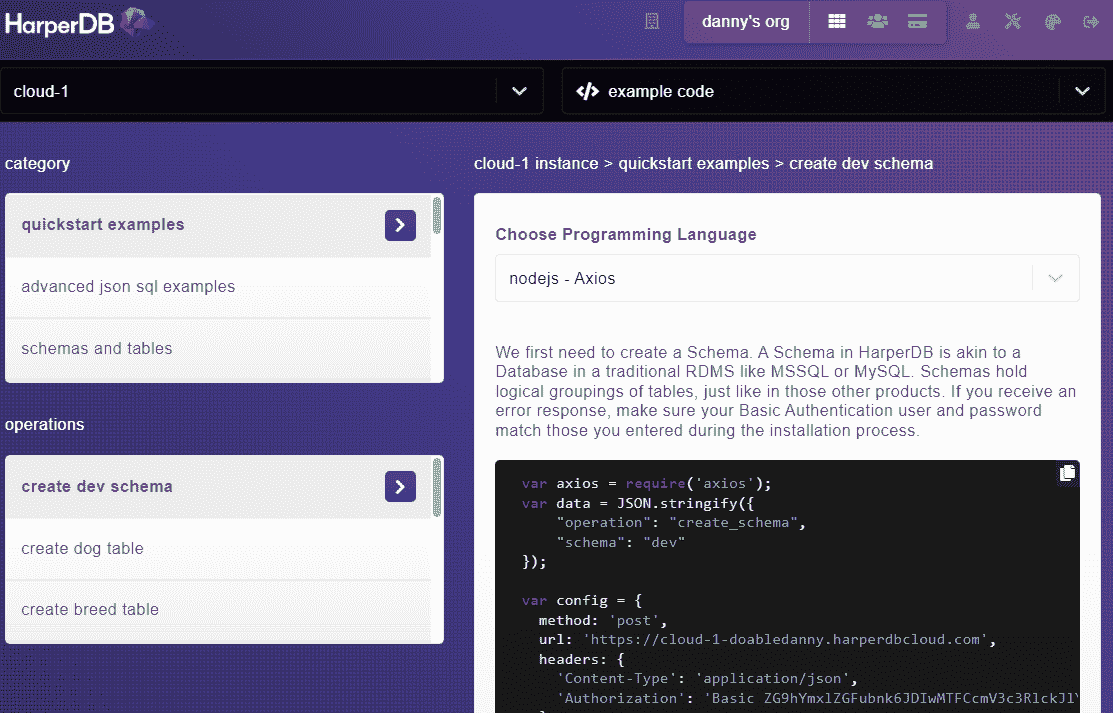 HarperDB
danny's org
cloud-1
</> example code
category
quickstart examples
advanced json sql examples
schemas and tables
operations
create dev schema
create dog table
create breed table
cloud-1 instance > quickstart examples > create dev schema
Choose Programming Language
nodejs - Axios
We first need to create a Schema. A Schema in HarperDB is akin to a
Database in a traditional RDMS like MSSQL or MySQL. Schemas hold
logical groupings of tables, just like in those other products. If you receive an
error response, make sure your Basic Authentication user and password
match those you entered during the installation process.
var axios = require('axios');
var data = JSON.stringify({
"operation": "create_schema",
"schema": "dev"
});
var config = {
method: 'post',
url: 'https://cloud-1-doabledanny.harperdbcloud.com',
headers: {
'Content-Type': 'application/json',
'Authorization': 'Basic